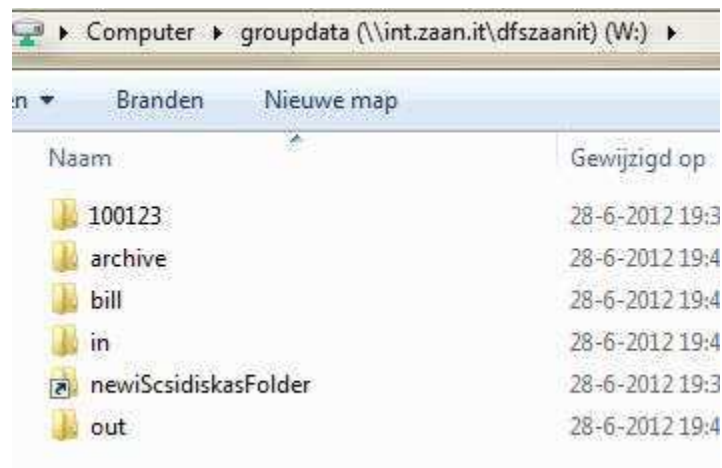 Computer groupdata (\\int.zaan.it\dfszaanit) (W:)
Branden Nieuwe map
Naam Gewijzigd op
100123 28-6-2012 19:3
archive 28-6-2012 19:4
bill 28-6-2012 19:4
in 28-6-2012 19:4
newiScsidiskasFolder 28-6-2012 19:3
out 28-6-2012 19:4